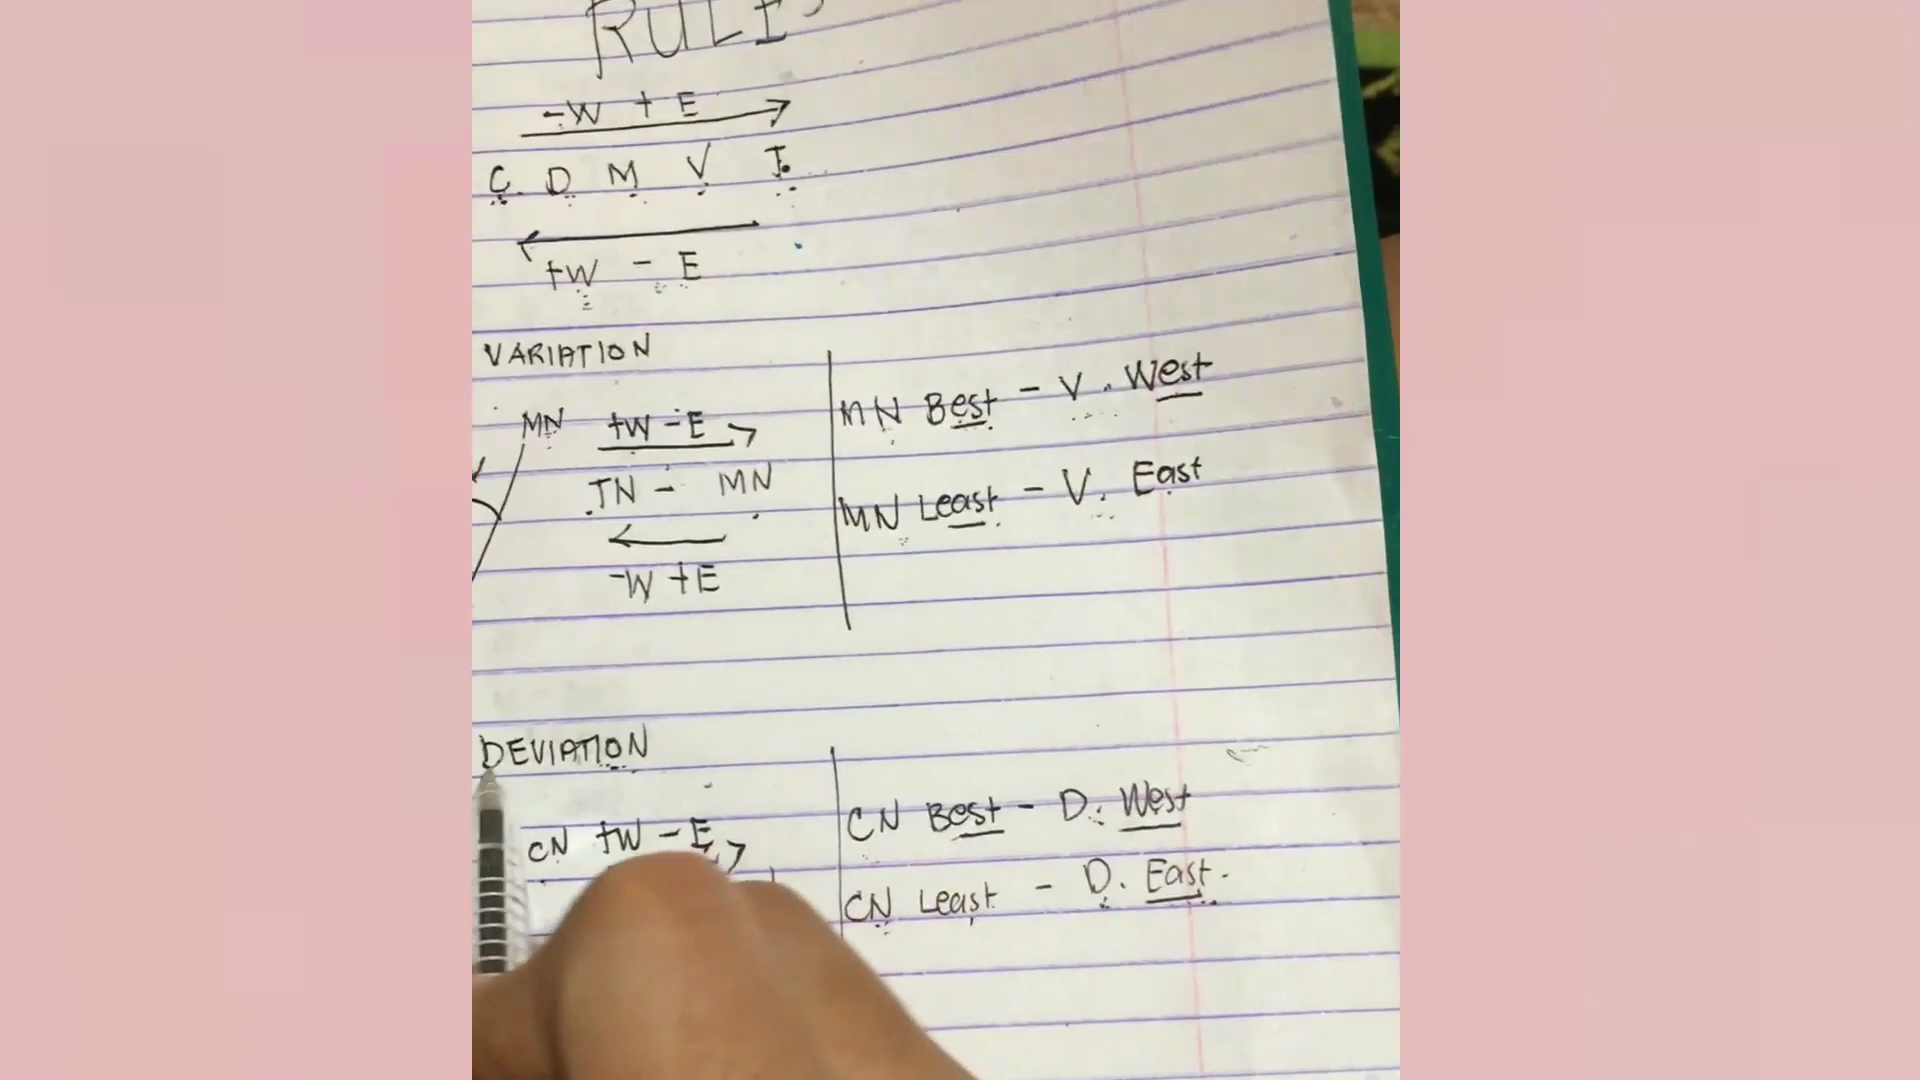 RULES
-W + E
C. D M V T.
+W - E
VARIATION
MN +W - E
TN - MN
-W + E
MN Best - V. West
MN Least - V. East
DEVIATION
CN +W - E
CN Best - D. West
CN Least - D. East.